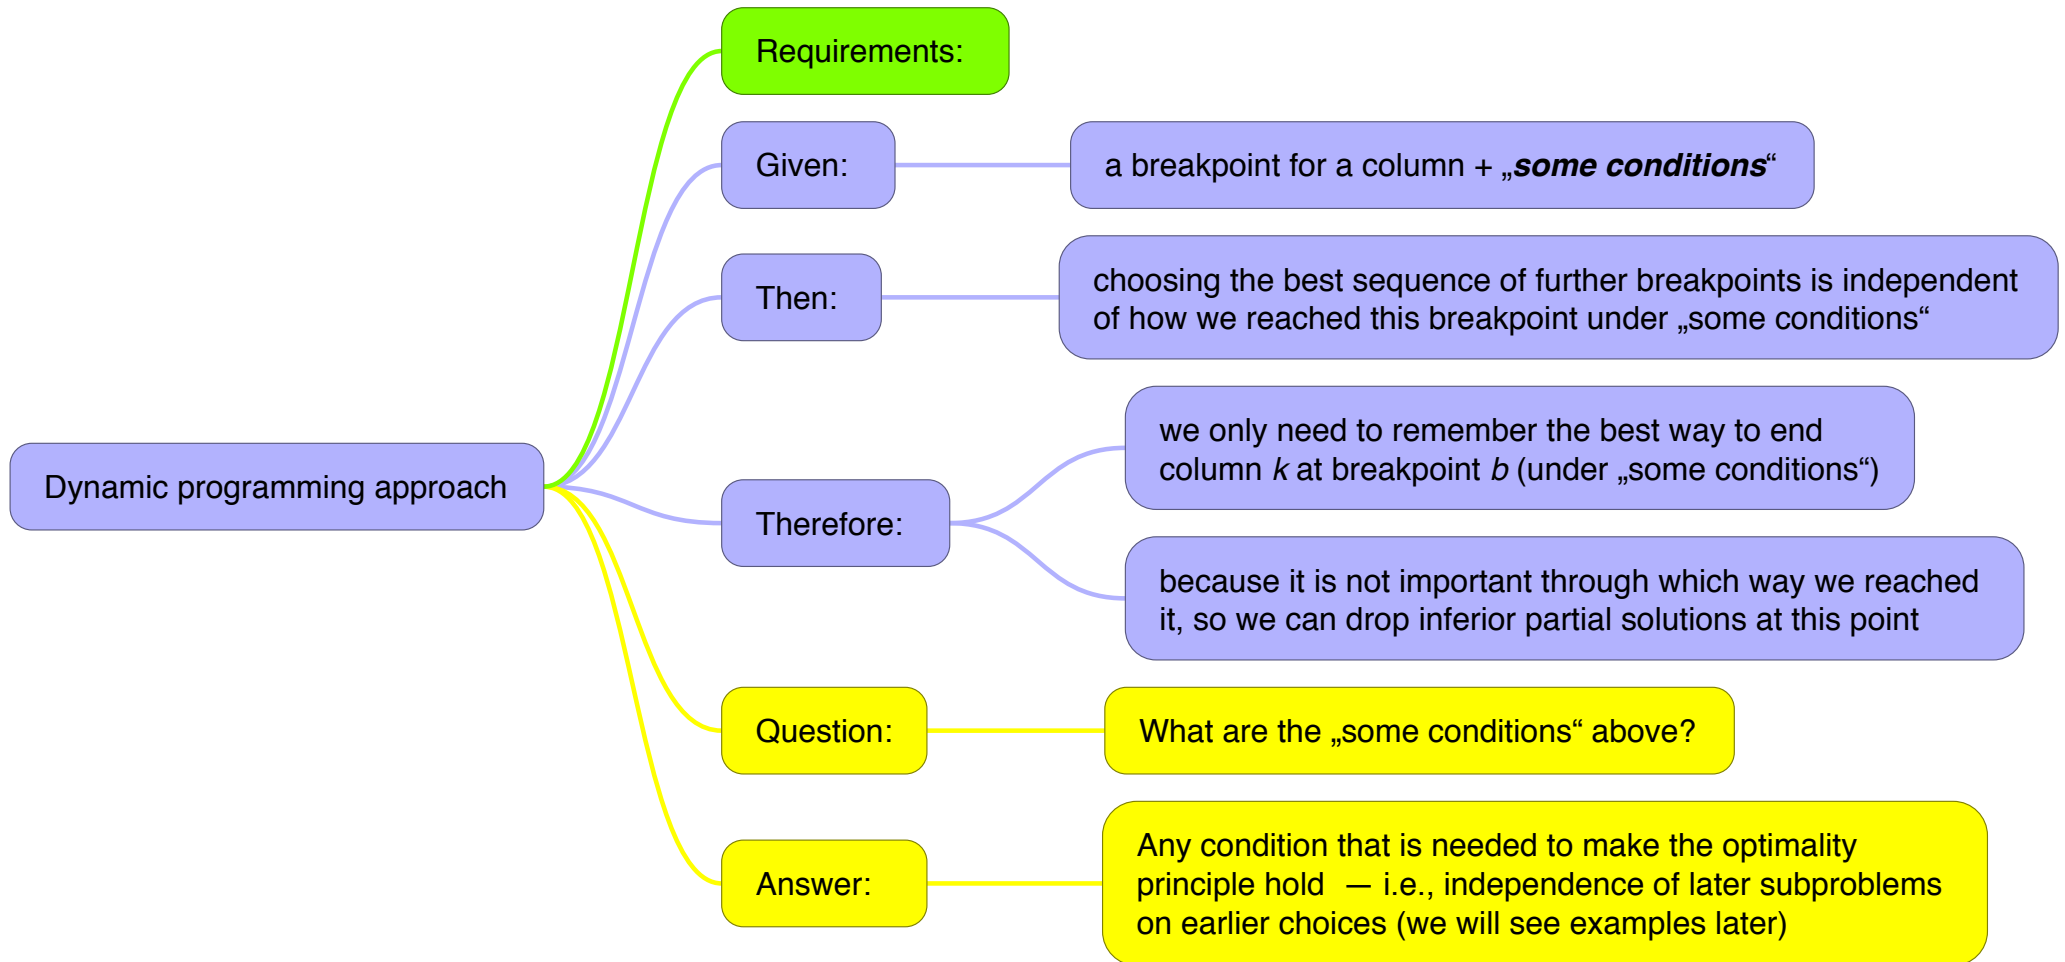 Requirements:
Given:
a breakpoint for a column + „some conditions“
Then:
choosing the best sequence of further breakpoints is independent
of how we reached this breakpoint under „some conditions“
Dynamic programming approach
Therefore:
we only need to remember the best way to end
column k at breakpoint b (under „some conditions“)
because it is not important through which way we reached
it, so we can drop inferior partial solutions at this point
Question:
What are the „some conditions“ above?
Answer:
Any condition that is needed to make the optimality
principle hold — i.e., independence of later subproblems
on earlier choices (we will see examples later)